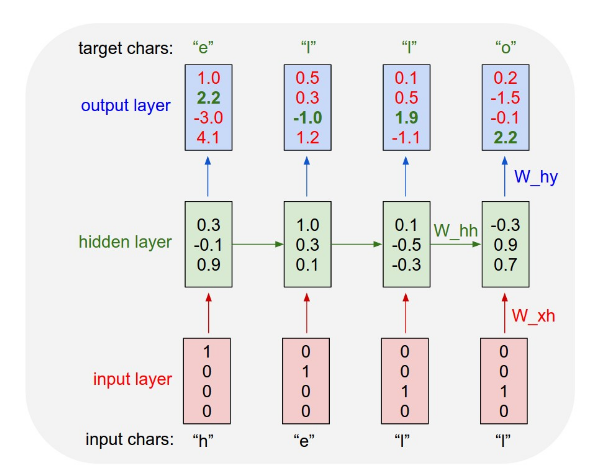 target chars: “e” “l” “l” “o”
1.0 0.5 0.1 0.2
2.2 0.3 0.5 -1.5
output layer
-3.0 -1.0 1.9 -0.1
4.1 1.2 -1.1 2.2
W_hy
0.3 1.0 0.1 -0.3
W_hh
hidden layer -0.1 0.3 -0.5 0.9
0.9 0.1 -0.3 0.7
W_xh
1 0 0 0
0 1 0 0
input layer
0 0 1 1
0 0 0 0
input chars: “h” “e” “l” “l”